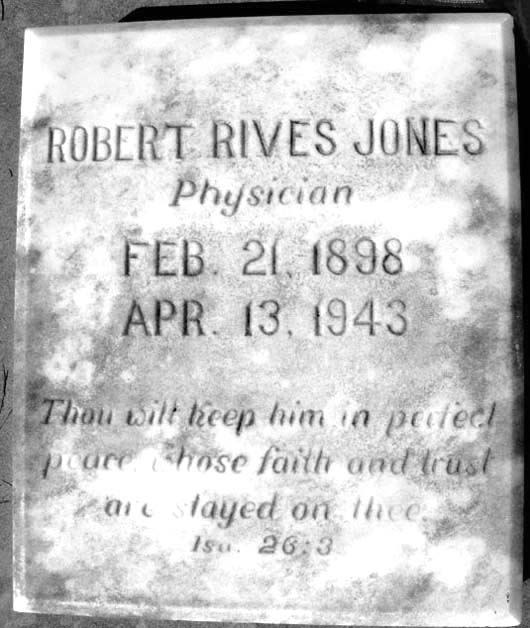 ROBERT RIVES JONES
Physician
FEB. 21, 1898
APR. 13, 1943
Thou wilt keep him in perfect
peace, whose faith and trust
are stayed on thee.
Isa. 26:3